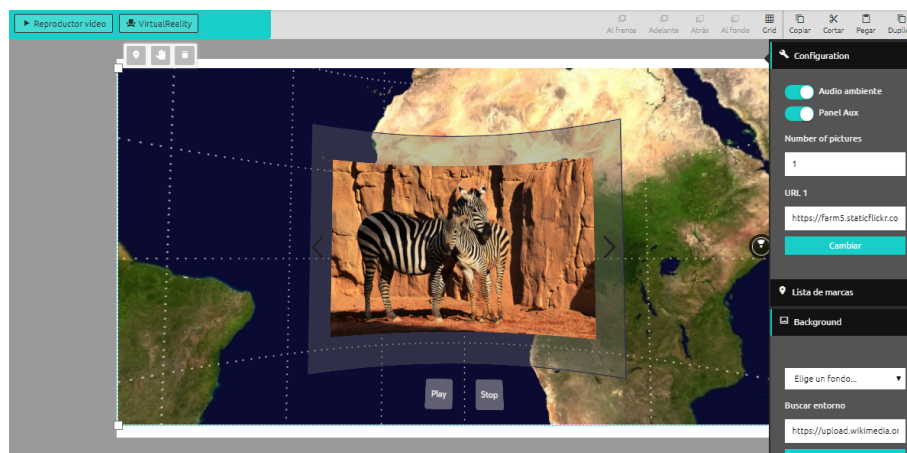 Reproductor vídeo
VirtualReality
Al frente
Adelante
Atrás
Al fondo
Grid
Copiar
Cortar
Pegar
Configuration
Audio ambiente
Panel Aux
Number of pictures
1
URL 1
https://farm5.staticflickr.co
Cambiar
Lista de marcas
Background
Elige un fondo...
Buscar entorno
https://upload.wikimedia.or
Play
Stop